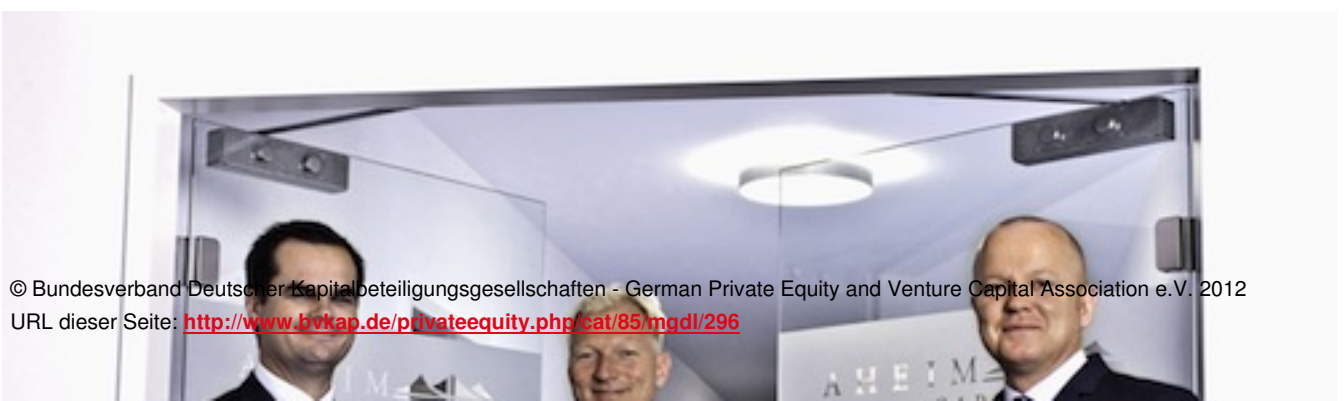 © Bundesverband Deutscher Kapitalbeteiligungsgesellschaften - German Private Equity and Venture Capital Association e.V. 2012
URL dieser Seite: http://www.bvkap.de/privateequity.php/cat/85/mgdl/296
AHEIM